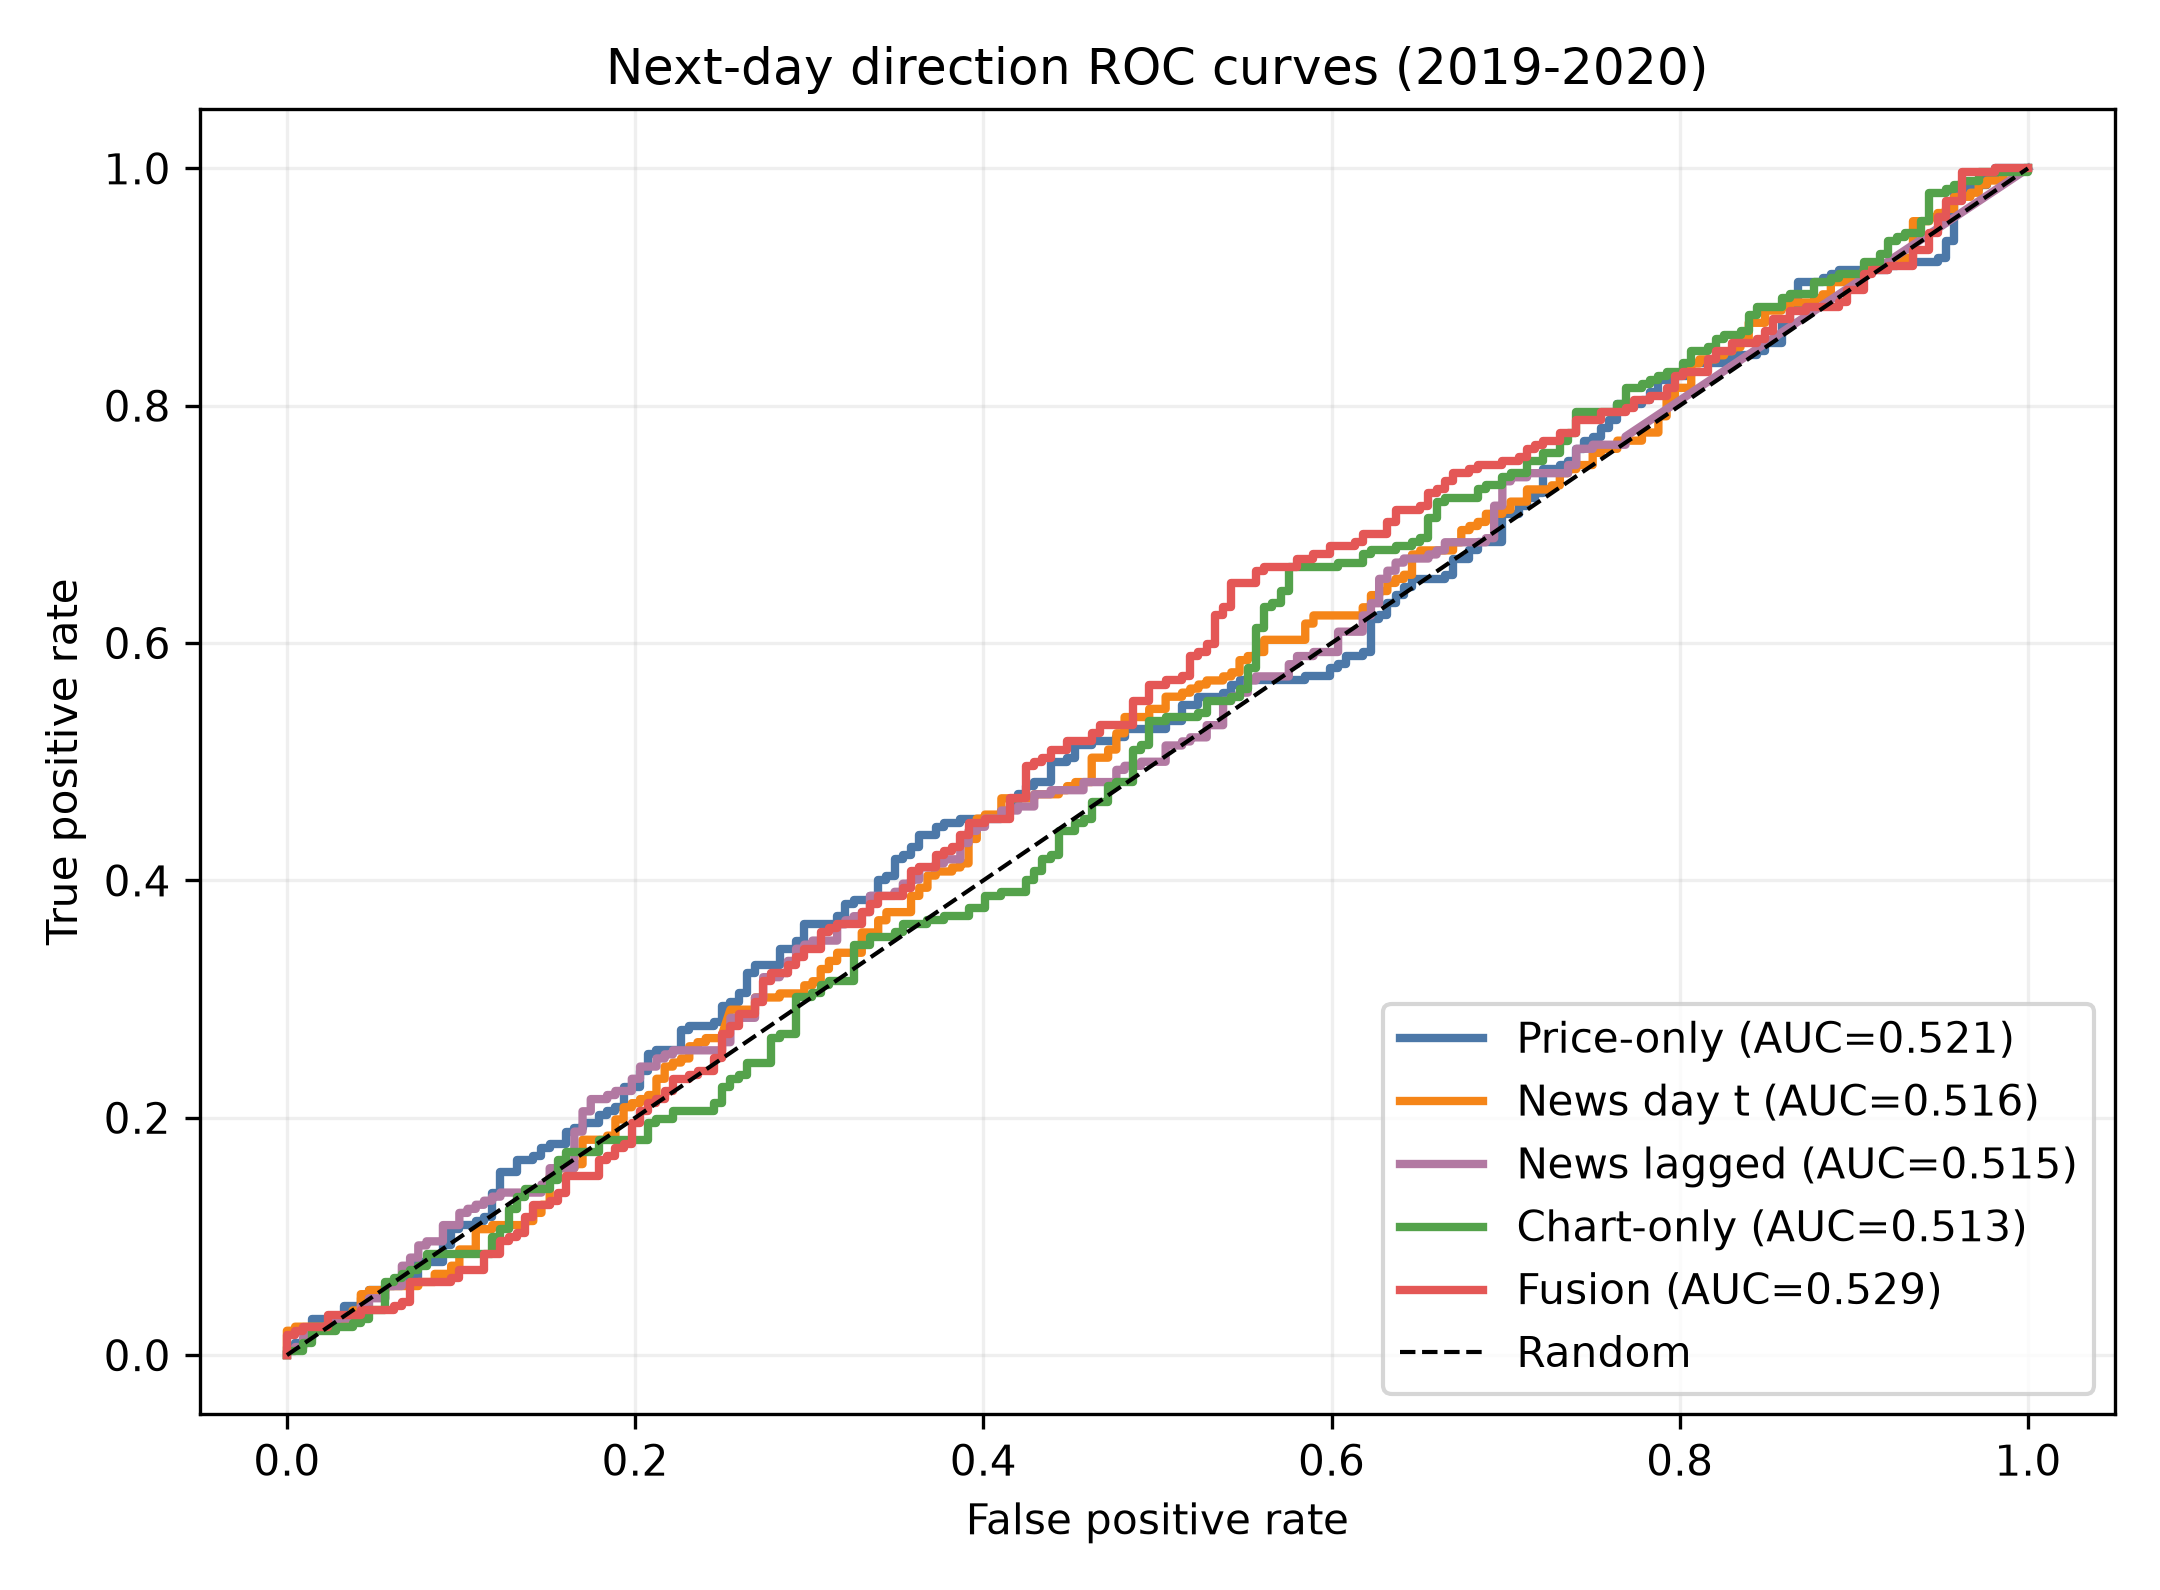 Next-day direction ROC curves (2019-2020)
True positive rate
1.0
0.8
0.6
0.4
0.2
0.0
0.0 0.2 0.4 0.6 0.8 1.0
False positive rate
Price-only (AUC=0.521)
News day t (AUC=0.516)
News lagged (AUC=0.515)
Chart-only (AUC=0.513)
Fusion (AUC=0.529)
Random